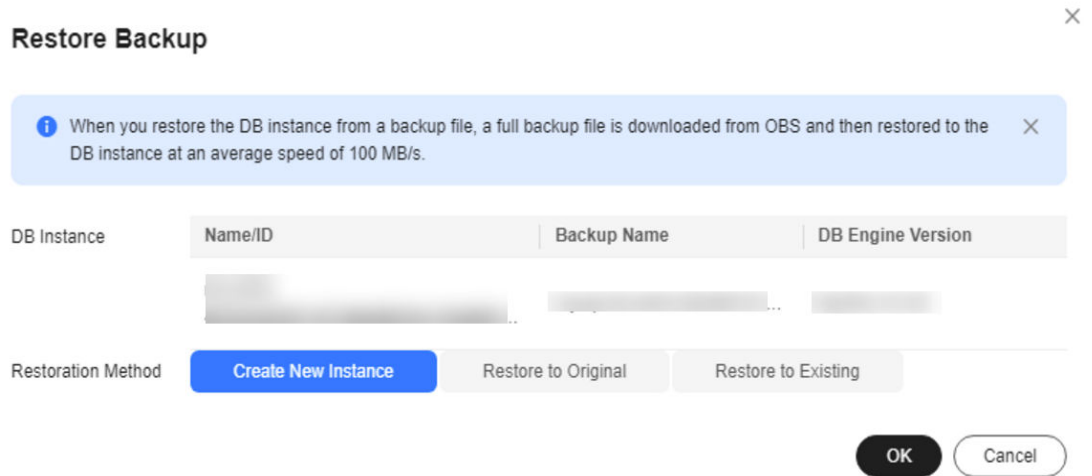 Restore Backup
When you restore the DB instance from a backup file, a full backup file is downloaded from OBS and then restored to the
DB instance at an average speed of 100 MB/s.
DB Instance
Name/ID
Backup Name
DB Engine Version
Restoration Method
Create New Instance
Restore to Original
Restore to Existing
OK
Cancel